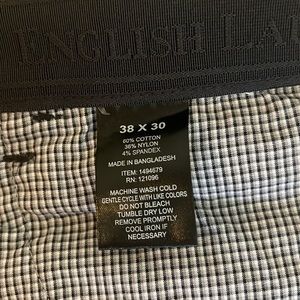 ENGLISH LA
38 X 30
60% COTTON
36% NYLON
4% SPANDEX
MADE IN BANGLADESH
ITEM: 1494679
RN: 121096
MACHINE WASH COLD
GENTLE CYCLE WITH LIKE COLORS
DO NOT BLEACH
TUMBLE DRY LOW
REMOVE PROMPTLY
COOL IRON IF
NECESSARY